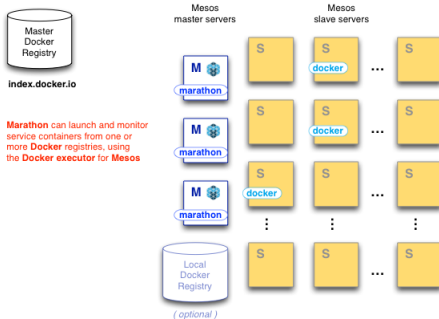 Master
Docker
Registry
index.docker.io
Marathon can launch and monitor
service containers from one or
more Docker registries, using
the Docker executor for Mesos
Mesos
master servers
Mesos
slave servers
M
marathon
S
S
docker
...
S
M
marathon
S
S
docker
...
S
M
marathon
S
docker
S
...
S
Local
Docker
Registry
( optional )
S
S
...
S